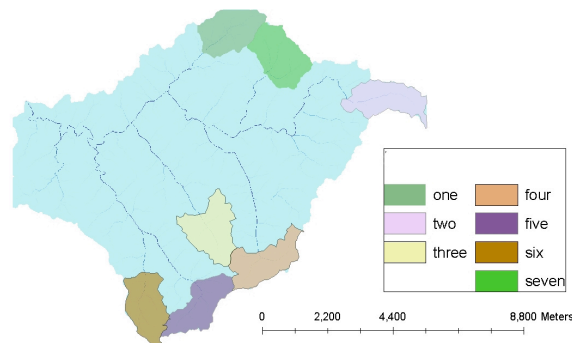 one four
two five
three six
seven
0 2,200 4,400 8,800 Meters